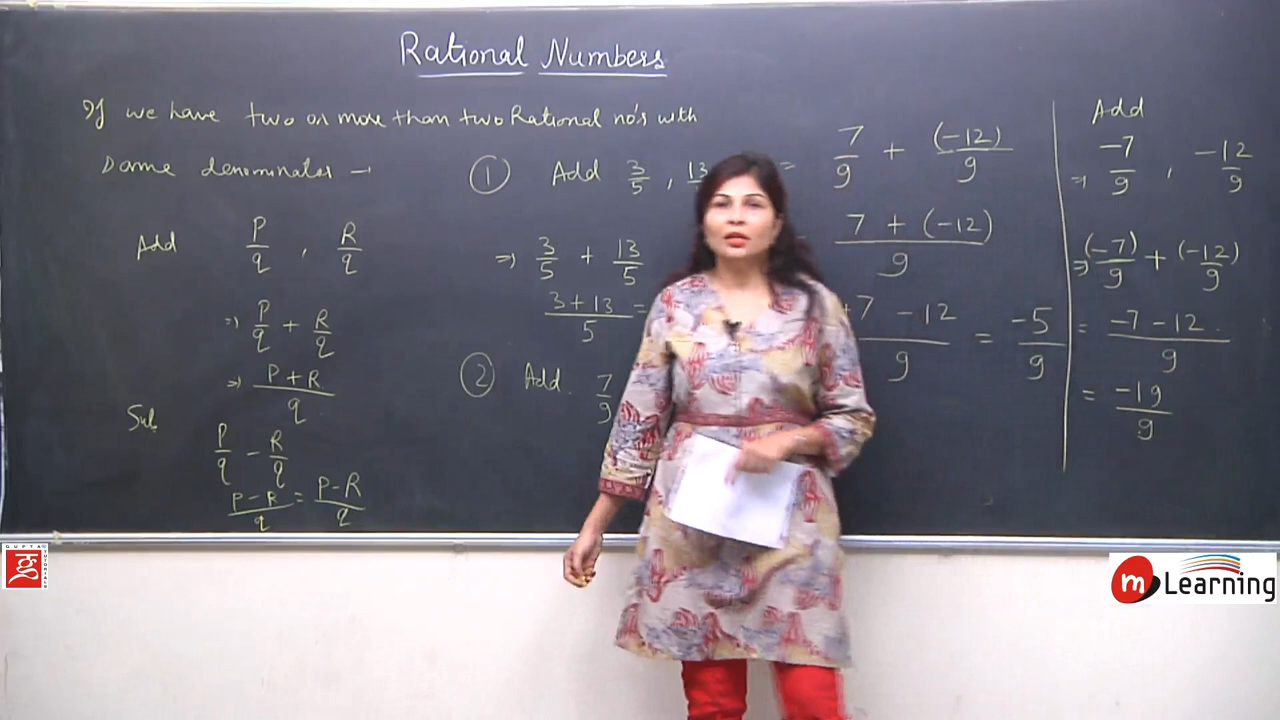 Rational Numbers
If we have two or more than two Rational no's with
Same denominator →
Add P/q , R/q
⇒ P/q + R/q
⇒ P + R / q
Sub
P/q - R/q
P - R / q = P - R / q
① Add 3/5 , 13
⇒ 3/5 + 13/5
3 + 13 / 5 =
② Add 7/9
= 7/9 + (-12)/9
7 + (-12) / 9
+7 - 12 / 9 = -5/9
Add
⇒ -7/9 , -12/9
⇒ (-7)/9 + (-12)/9
= -7 - 12 / 9
= -19/9
GUPTA TUTORIALS
m Learning